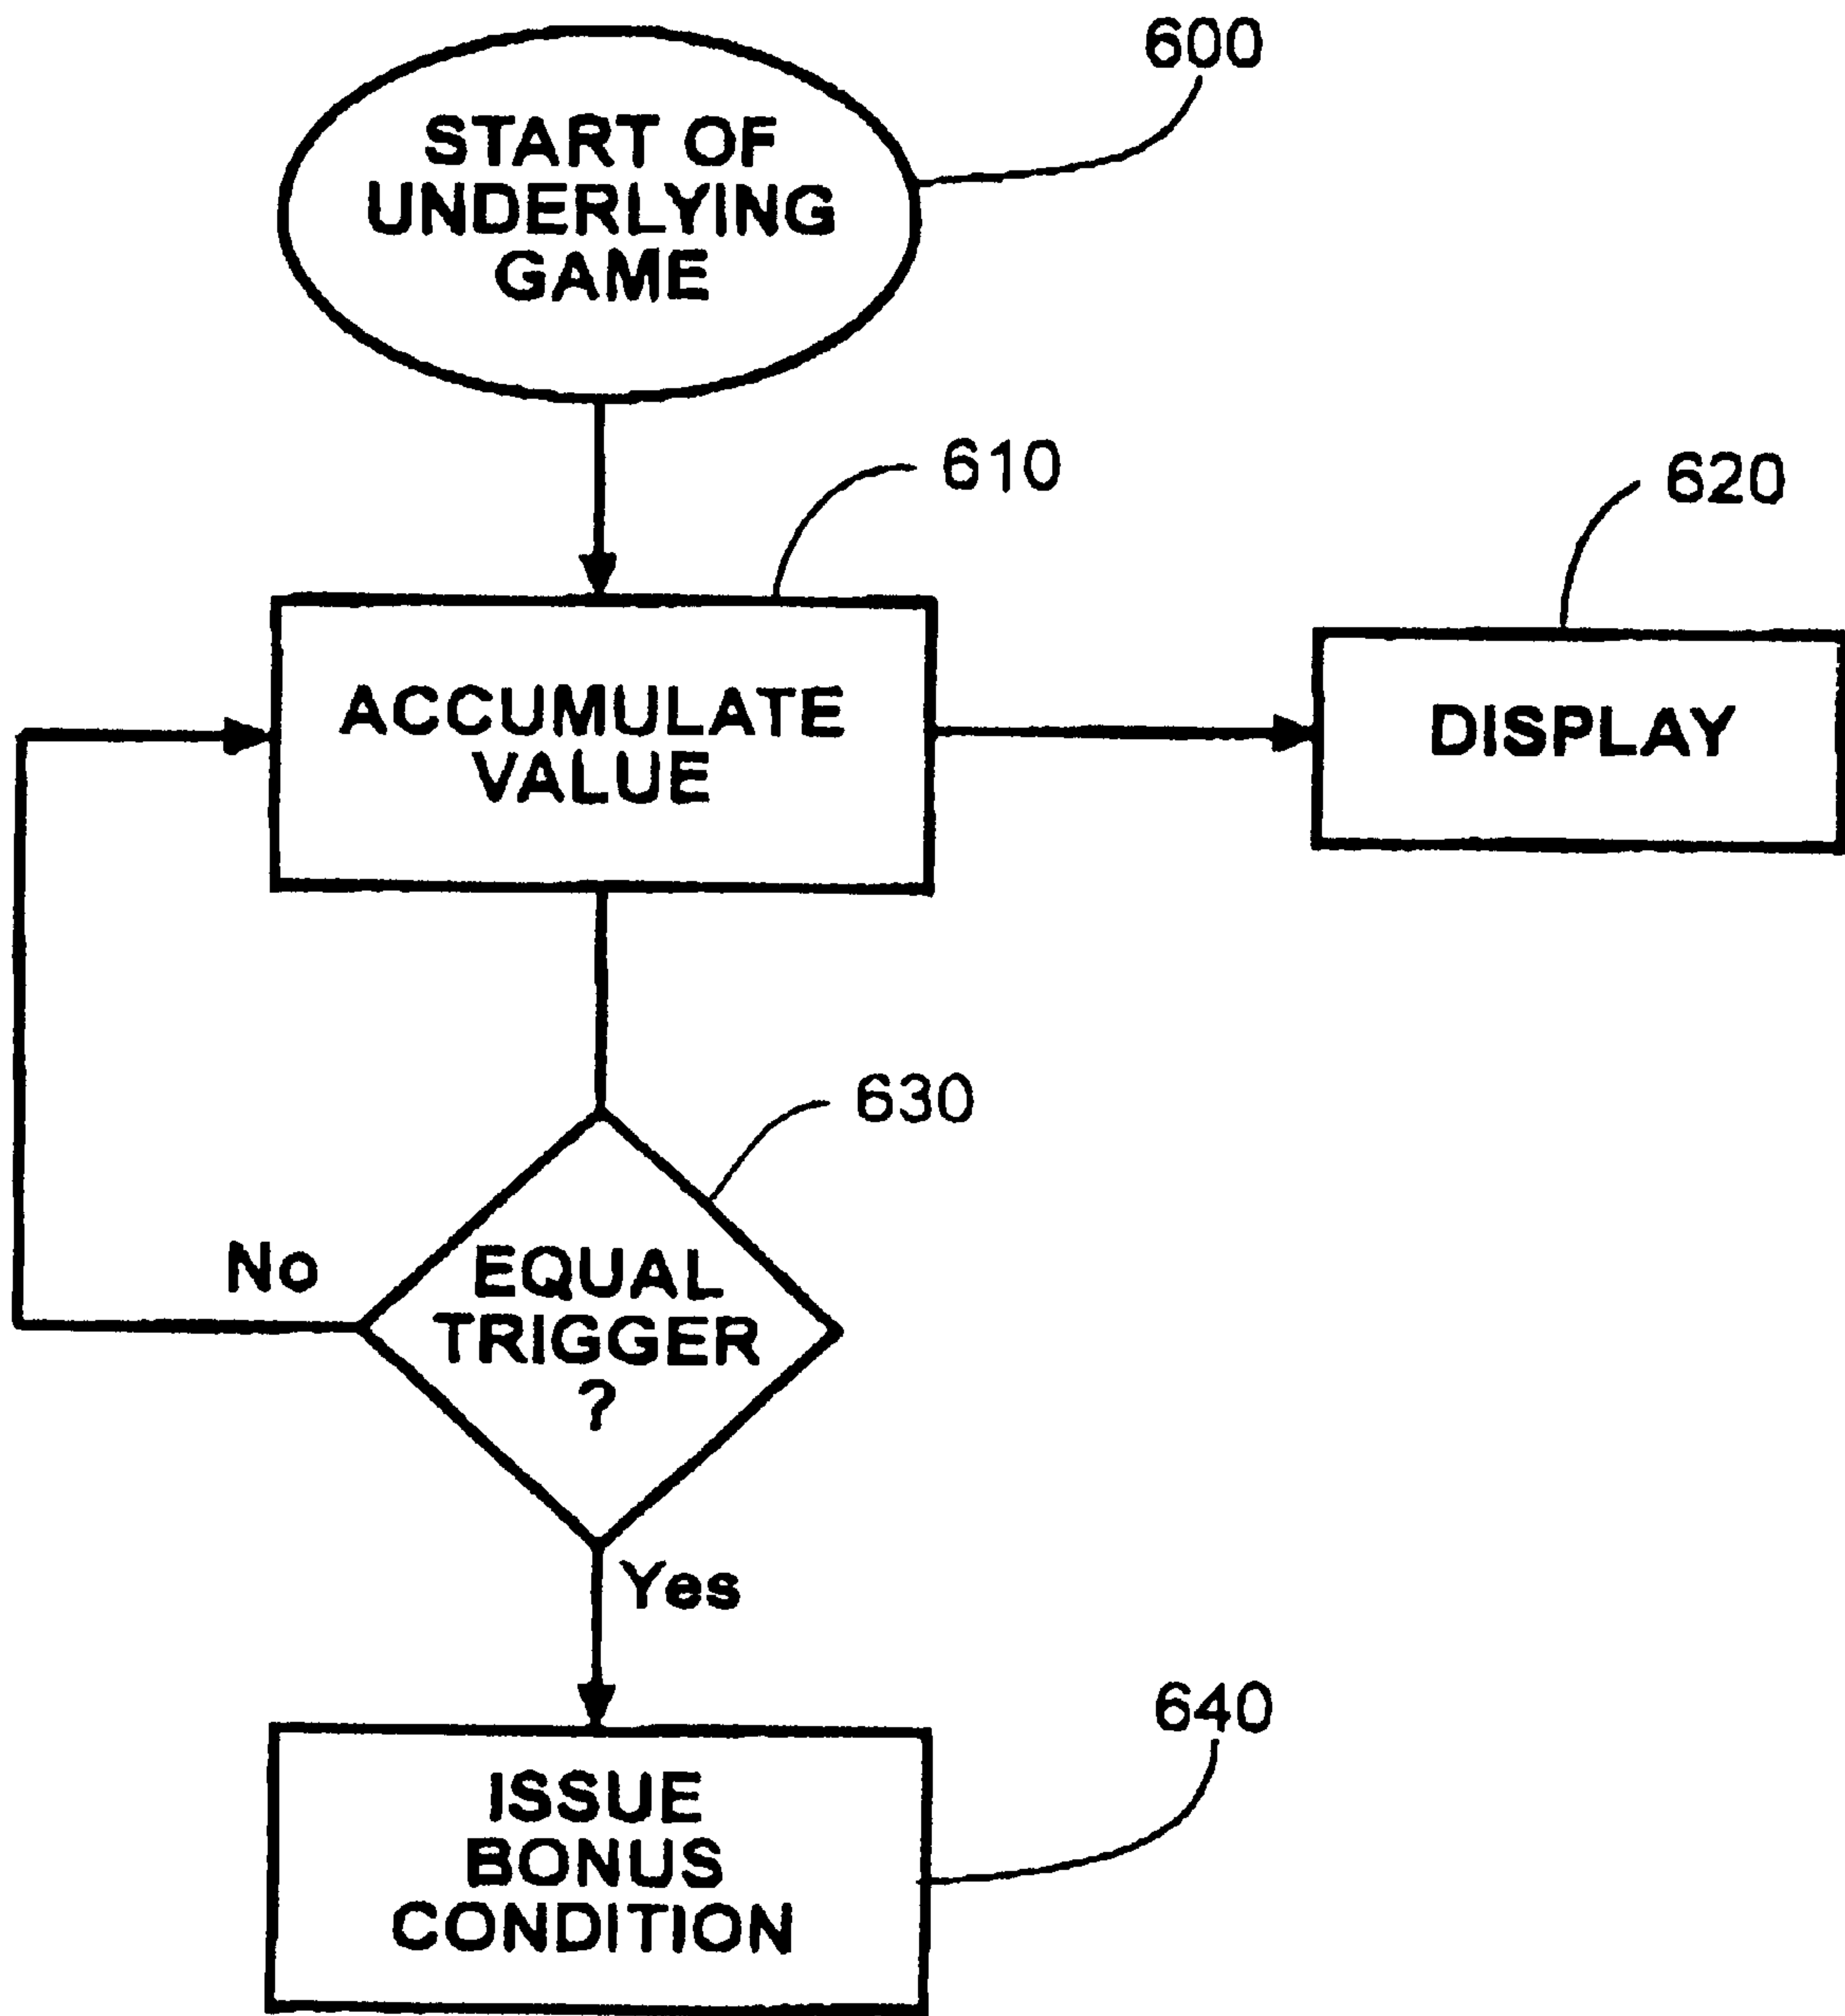 START OF
UNDERLYING
GAME
600
610
620
ACCUMULATE
VALUE
DISPLAY
630
No
EQUAL
TRIGGER
?
Yes
640
ISSUE
BONUS
CONDITION